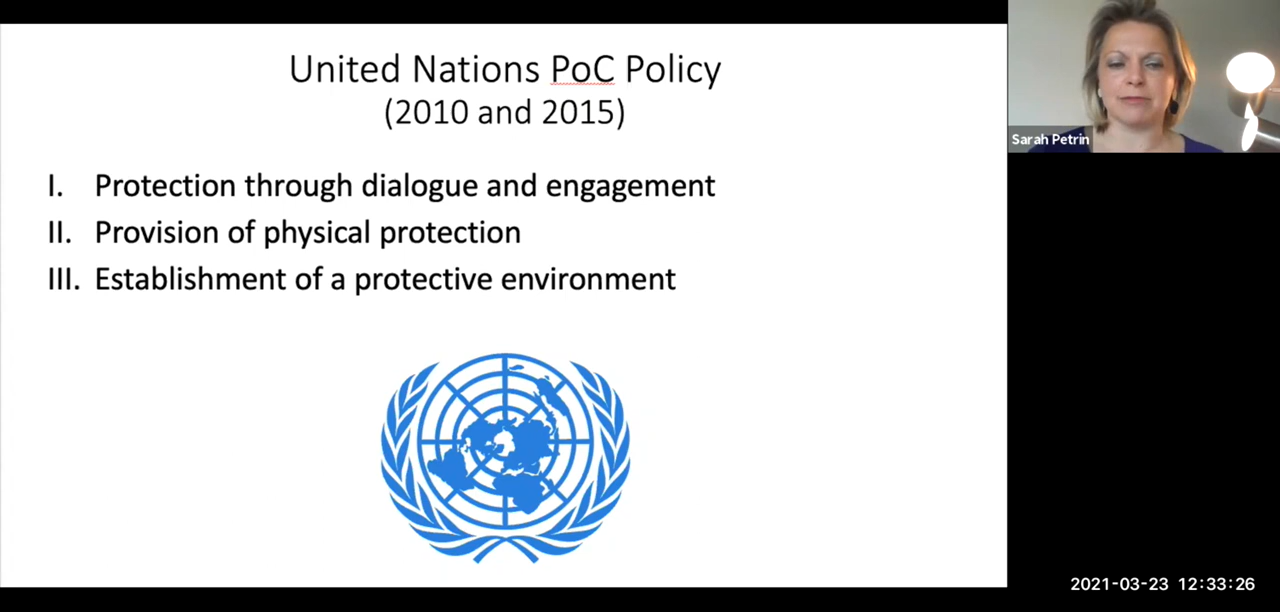 United Nations PoC Policy
(2010 and 2015)
I. Protection through dialogue and engagement
II. Provision of physical protection
III. Establishment of a protective environment
Sarah Petrin
2021-03-23 12:33:26